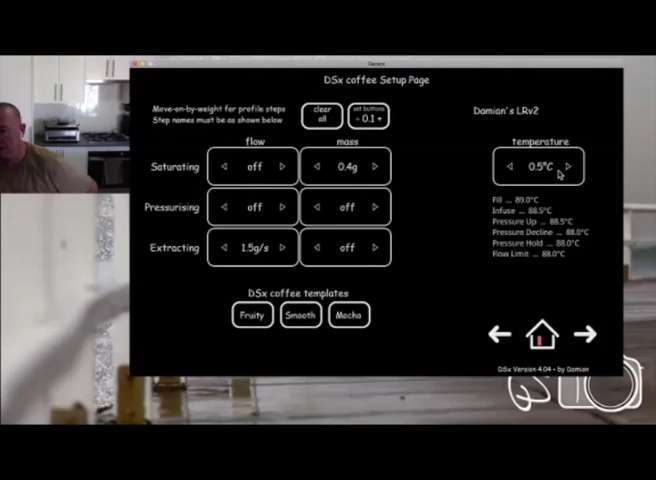 Decent
DSx coffee Setup Page
Move-on-by-weight for profile steps
Step names must be as shown below
clear
all
set buttons
- 0.1 +
Damian's LRv2
flow
mass
temperature
Saturating
off
0.4g
0.5°C
Pressurising
off
off
Extracting
1.5g/s
off
Fill ... 89.0°C
Infuse ... 88.5°C
Pressure Up ... 88.5°C
Pressure Decline ... 88.0°C
Pressure Hold ... 88.0°C
Flow Limit ... 88.0°C
DSx coffee templates
Fruity
Smooth
Mocha
DSx Version 4.04 - by Damian